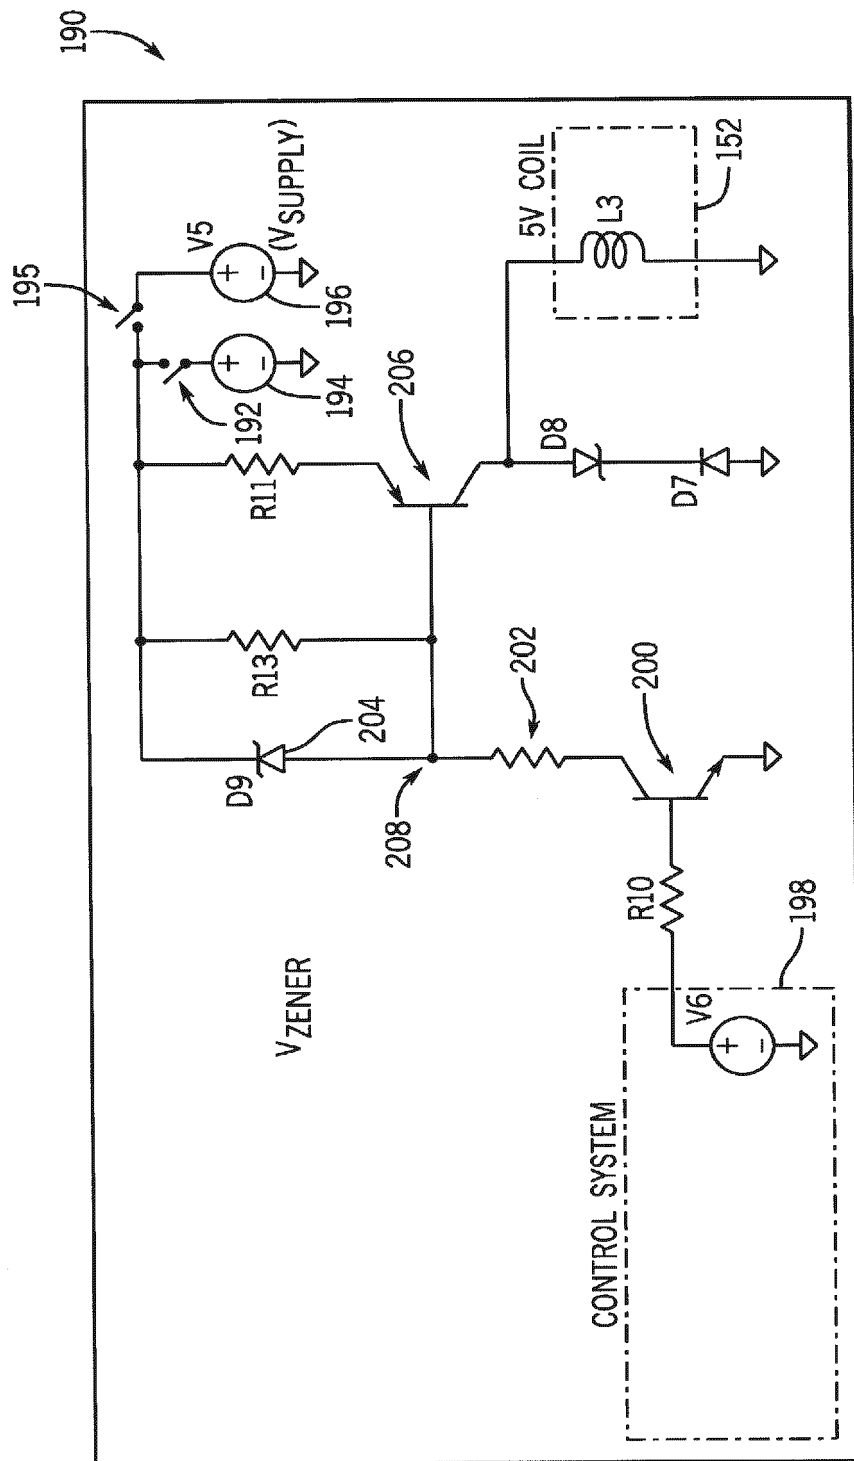 190
195
V5
(VSUPPLY)
196
194
192
5V COIL
L3
152
206
R11
D8
D7
R13
204
D9
208
202
200
R10
VZENER
198
V6
CONTROL SYSTEM